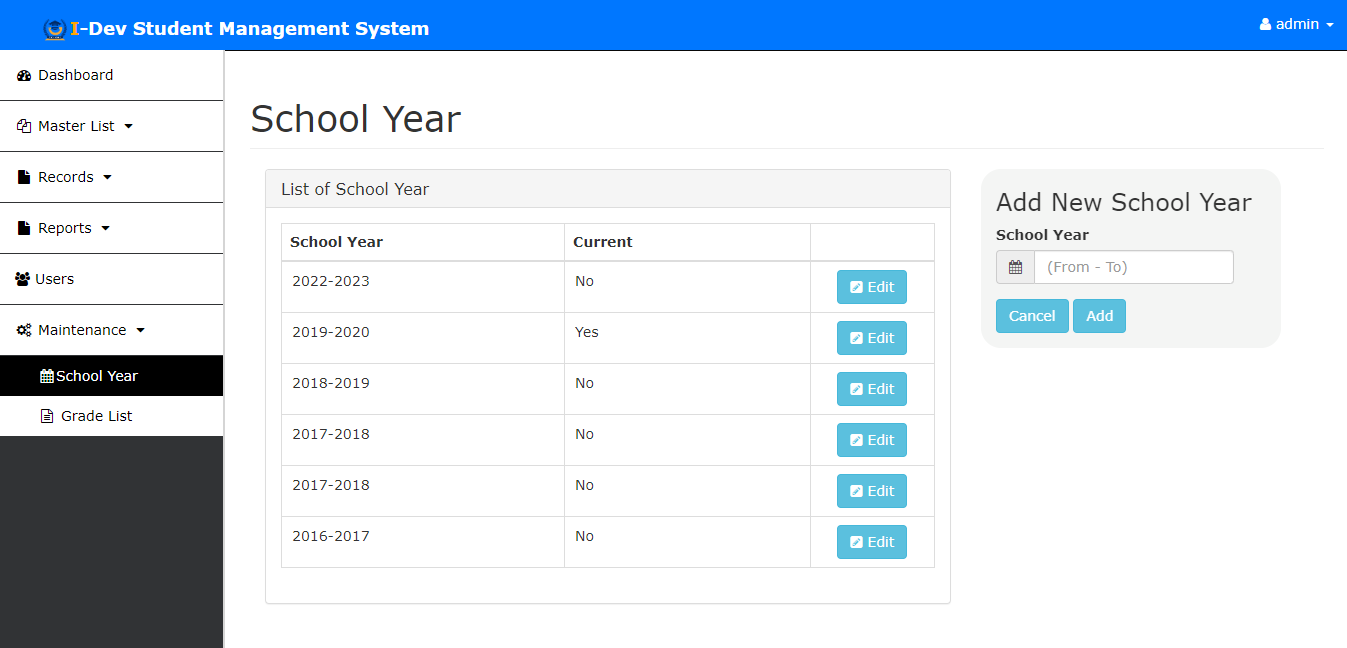 I-Dev Student Management System
admin
Dashboard
Master List
Records
Reports
Users
Maintenance
School Year
Grade List
School Year
List of School Year
School Year Current
2022-2023 No Edit
2019-2020 Yes Edit
2018-2019 No Edit
2017-2018 No Edit
2017-2018 No Edit
2016-2017 No Edit
Add New School Year
School Year
(From - To)
Cancel Add